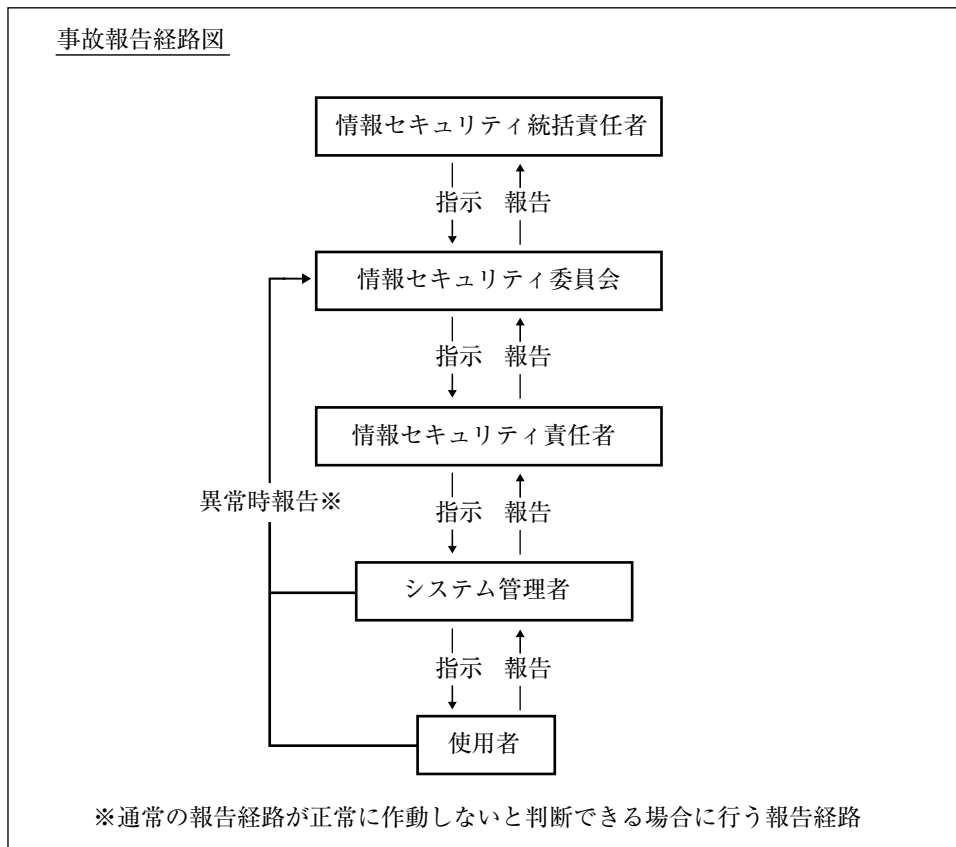 事故報告経路図
情報セキュリティ統括責任者
指示 報告
情報セキュリティ委員会
指示 報告
情報セキュリティ責任者
異常時報告※
指示 報告
システム管理者
指示 報告
使用者
※通常の報告経路が正常に作動しないと判断できる場合に行う報告経路